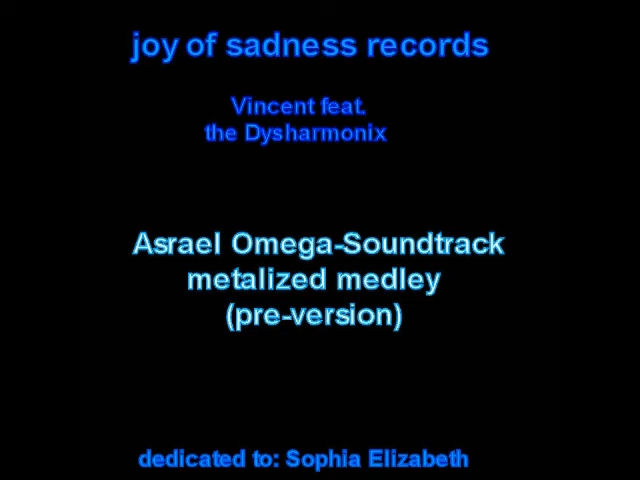 joy of sadness records
Vincent feat.
the Dysharmonix
Asrael Omega-Soundtrack
metalized medley
(pre-version)
dedicated to: Sophia Elizabeth